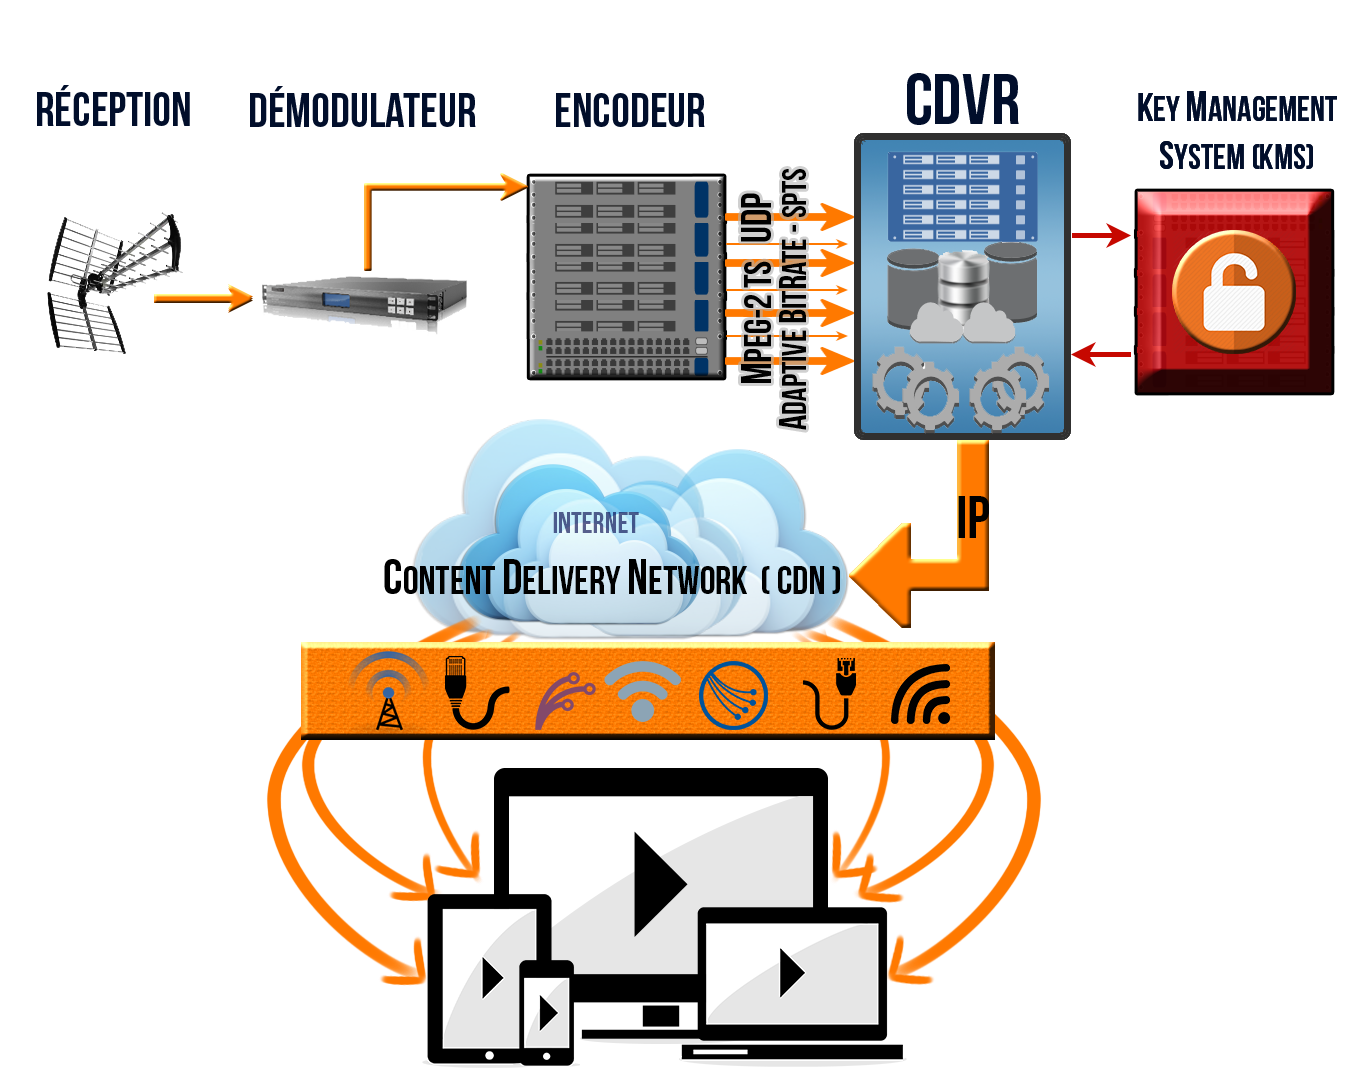 RÉCEPTION
DÉMODULATEUR
ENCODEUR
CDVR
KEY MANAGEMENT
SYSTEM (KMS)
MPEG-2 TS UDP
ADAPTIVE BITRATE - SPTS
IP
INTERNET
CONTENT DELIVERY NETWORK ( CDN )